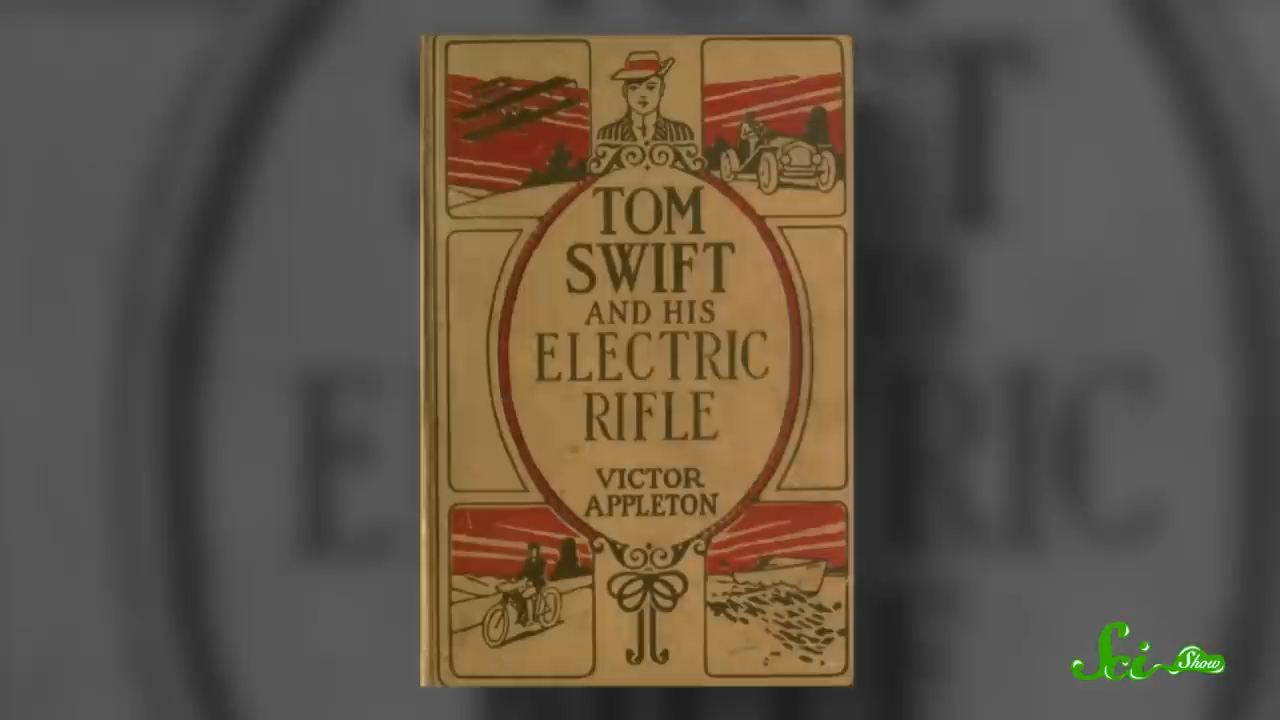 TOM
SWIFT
AND HIS
ELECTRIC
RIFLE
VICTOR
APPLETON
Sci Show